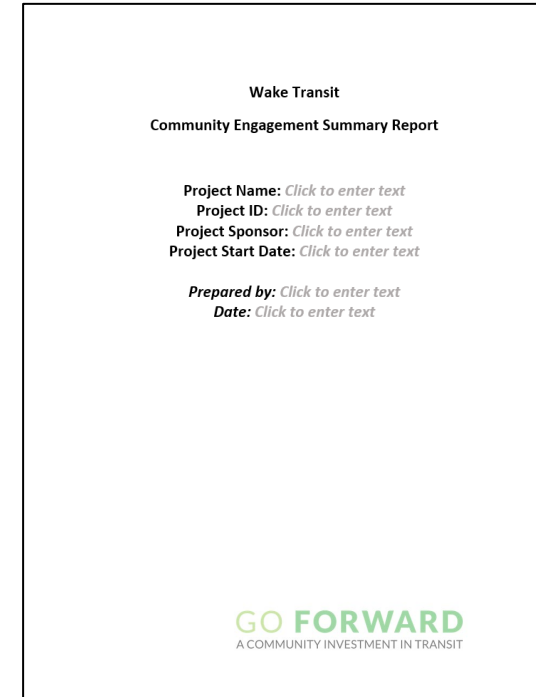 Wake Transit
Community Engagement Summary Report
Project Name: Click to enter text
Project ID: Click to enter text
Project Sponsor: Click to enter text
Project Start Date: Click to enter text
Prepared by: Click to enter text
Date: Click to enter text
GO FORWARD
A COMMUNITY INVESTMENT IN TRANSIT